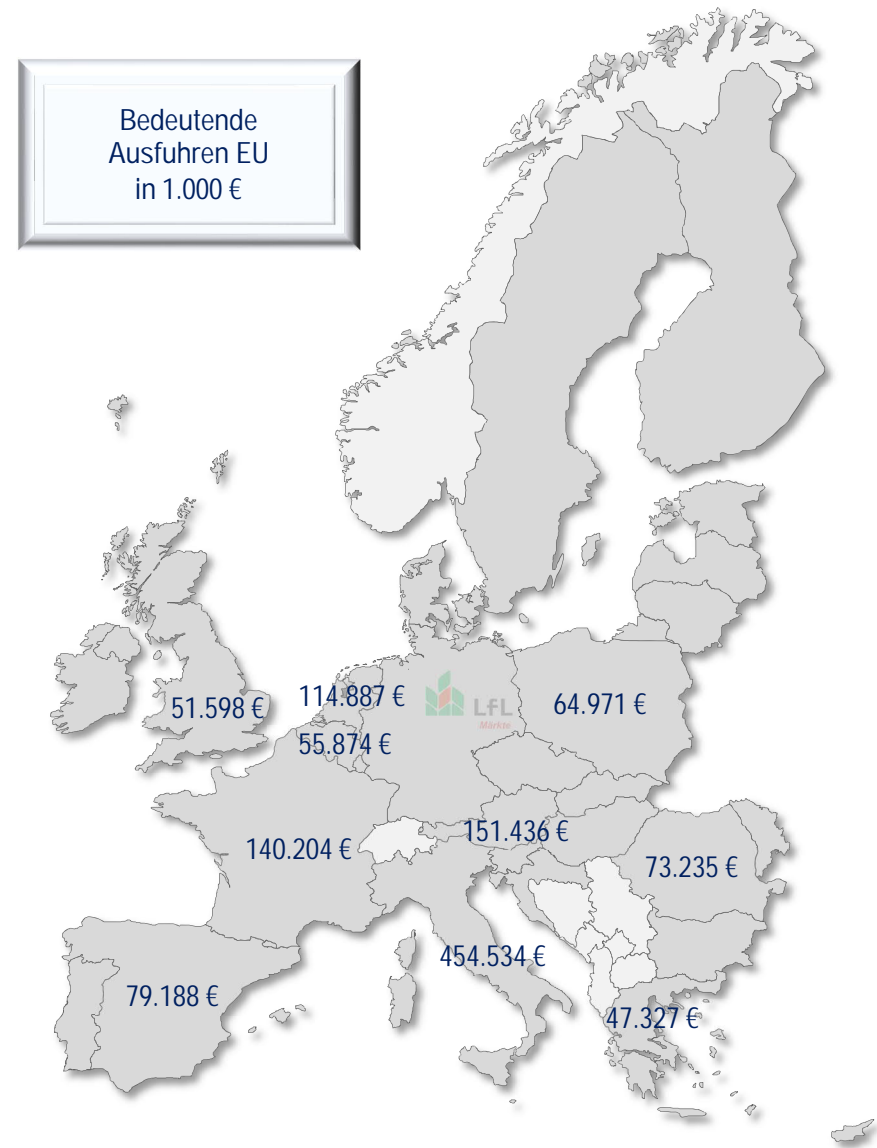 Bedeutende
Ausfuhren EU
in 1.000 €
51.598 €
114.887 €
LfL
Märkte
64.971 €
55.874 €
151.436 €
140.204 €
73.235 €
454.534 €
79.188 €
47.327 €